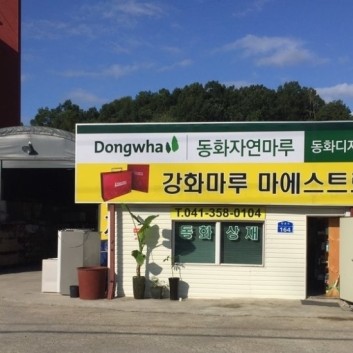 Dongwha 동화자연마루 동화디자
강화마루 마에스트로
T.041-358-0104
동화상재
164